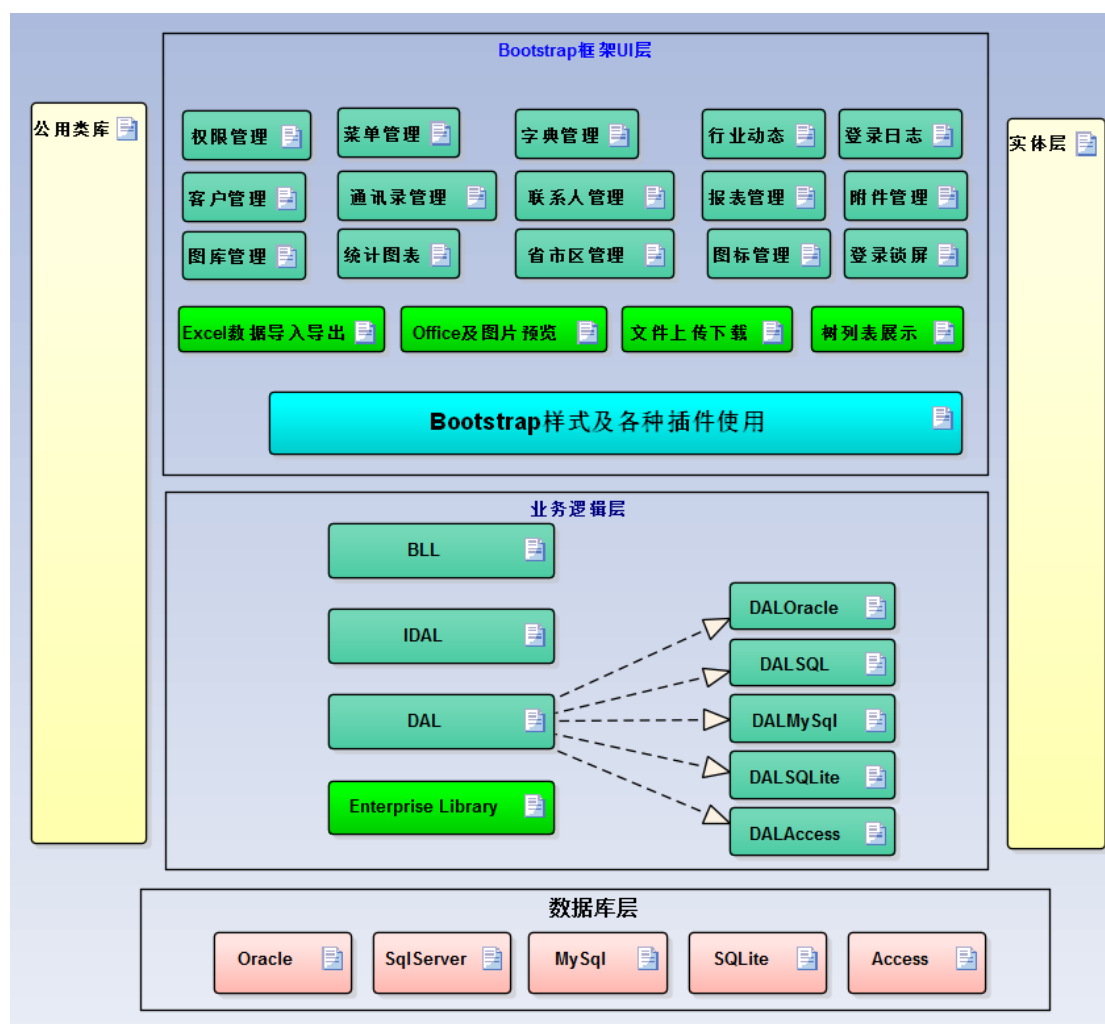 Bootstrap框架UI层
公用类库
实体层
权限管理
菜单管理
字典管理
行业动态
登录日志
客户管理
通讯录管理
联系人管理
报表管理
附件管理
图库管理
统计图表
省市区管理
图标管理
登录锁屏
Excel数据导入导出
Office及图片预览
文件上传下载
树列表展示
Bootstrap样式及各种插件使用
业务逻辑层
BLL
IDAL
DAL
Enterprise Library
DALOracle
DALSQL
DALMySql
DALSQLite
DALAccess
数据库层
Oracle
SqlServer
MySql
SQLite
Access